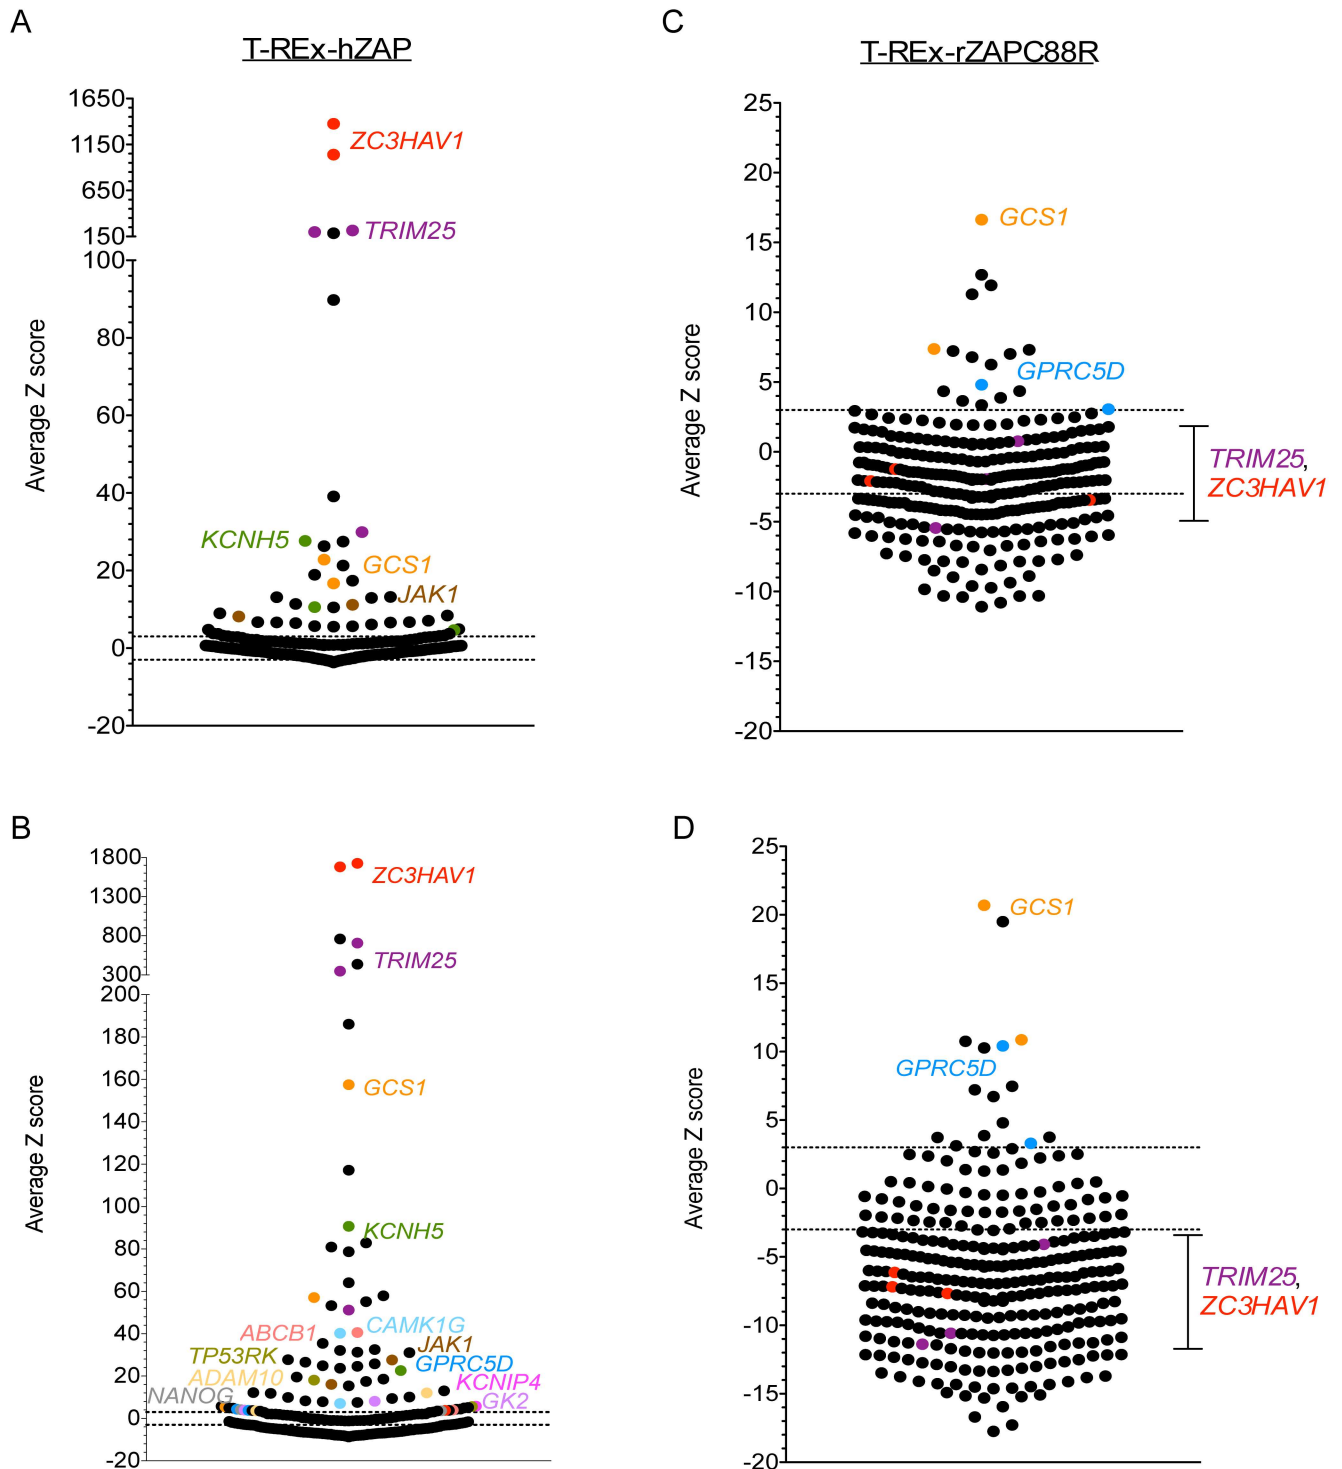 A
T-REx-hZAP
1650
1150
650
150
100
80
60
40
20
0
-20
Average Z score
ZC3HAV1
TRIM25
KCNH5
GCS1
JAK1
C
T-REx-rZAPC88R
25
20
15
10
5
0
-5
-10
-15
-20
Average Z score
GCS1
GPRC5D
TRIM25,
ZC3HAV1
B
1800
1300
800
300
200
180
160
140
120
100
80
60
40
20
0
-20
Average Z score
ZC3HAV1
TRIM25
GCS1
KCNH5
ABCB1
CAMK1G
JAK1
TP53RK
GPRC5D
ADAM10
KCNIP4
NANOG
GK2
D
25
20
15
10
5
0
-5
-10
-15
-20
Average Z score
GCS1
GPRC5D
TRIM25,
ZC3HAV1